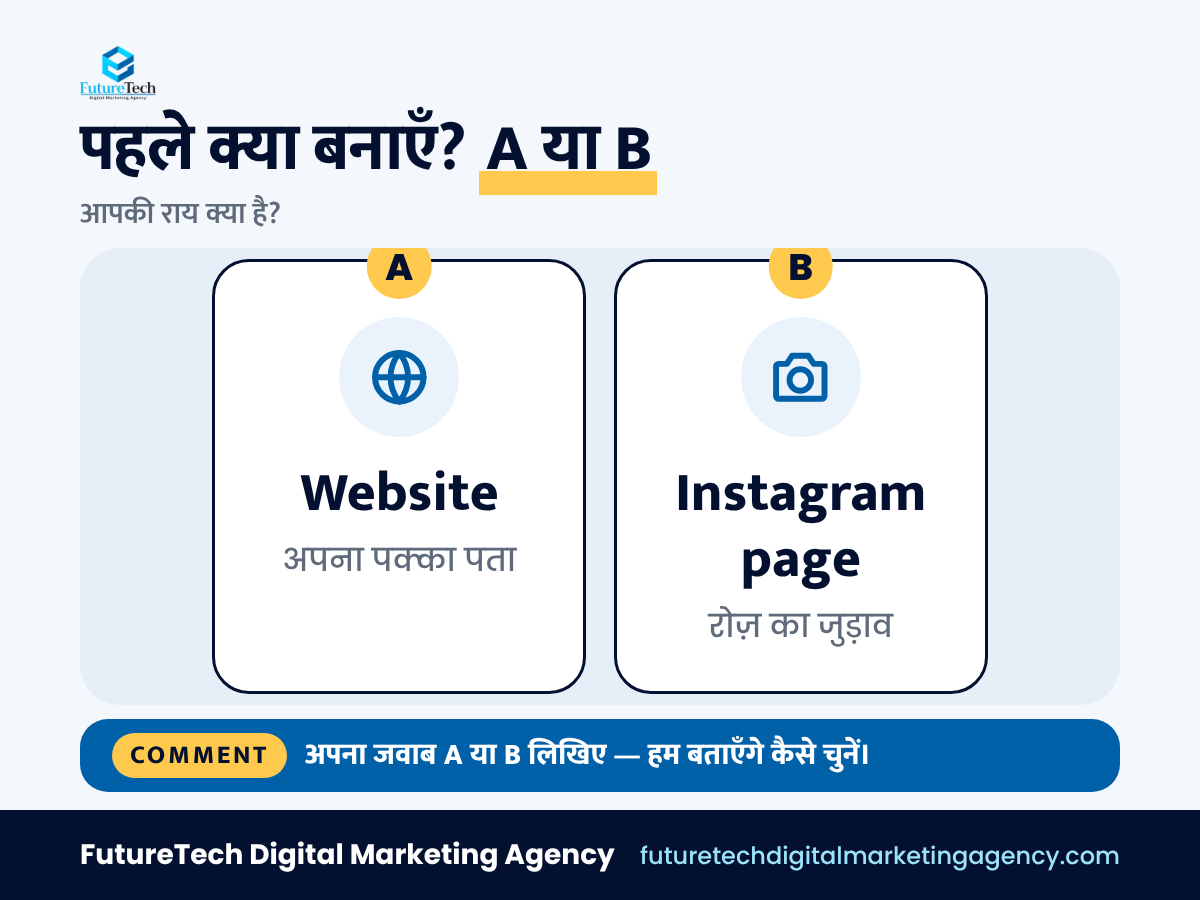 FutureTech
Digital Marketing Agency
पहले क्या बनाएँ? A या B
आपकी राय क्या है?
A
Website
अपना पक्का पता
B
Instagram
page
रोज़ का जुड़ाव
COMMENT अपना जवाब A या B लिखिए — हम बताएँगे कैसे चुनें।
FutureTech Digital Marketing Agency futuretechdigitalmarketingagency.com